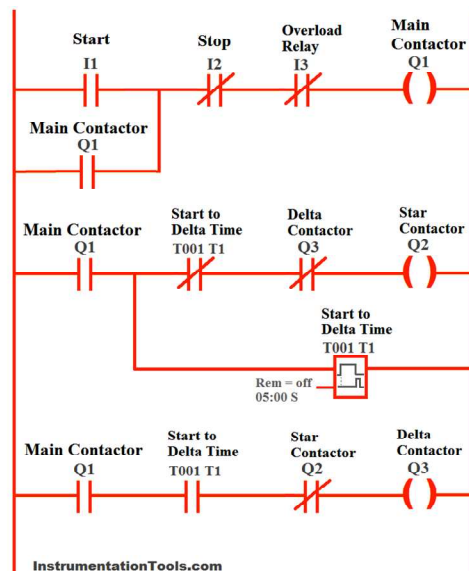 Start
I1
Stop
I2
Overload
Relay
I3
Main
Contactor
Q1
Main Contactor
Q1
Main Contactor
Q1
Start to
Delta Time
T001 T1
Delta
Contactor
Q3
Star
Contactor
Q2
Start to
Delta Time
T001 T1
Rem = off
05:00 S
Main Contactor
Q1
Start to
Delta Time
T001 T1
Star
Contactor
Q2
Delta
Contactor
Q3
InstrumentationTools.com